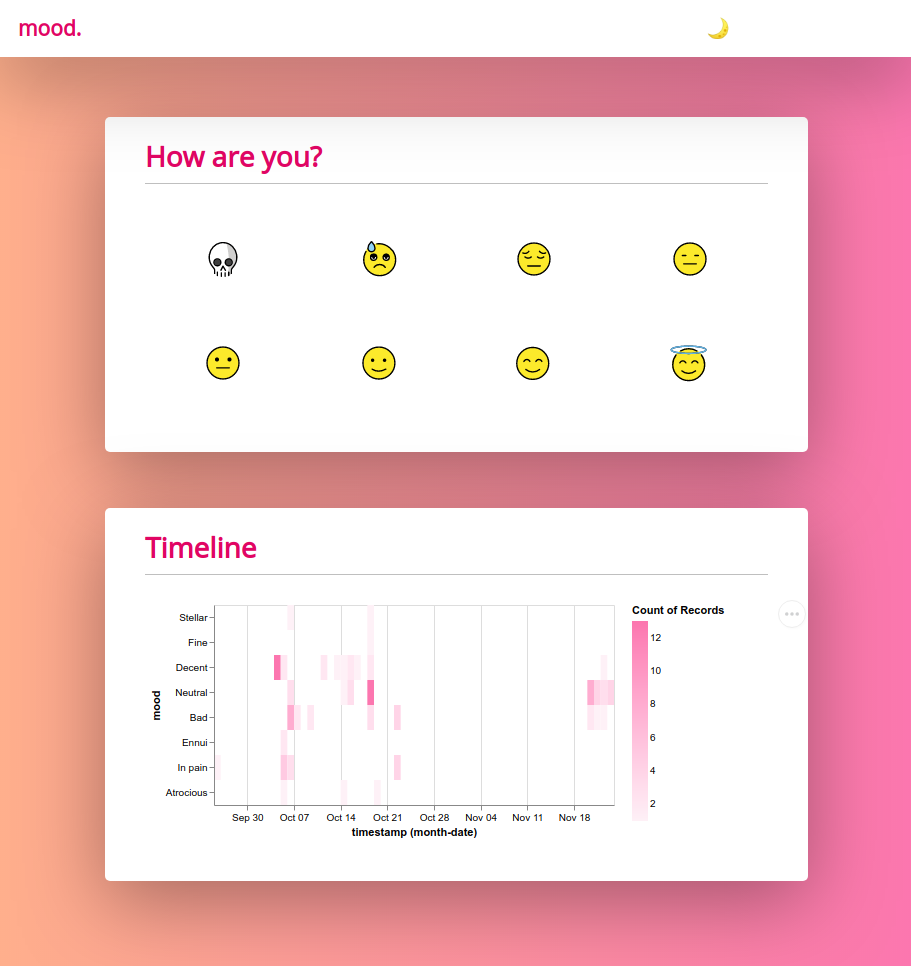 mood.
How are you?
Timeline
Stellar
Fine
Decent
Neutral
Bad
Ennui
In pain
Atrocious
mood
Sep 30 Oct 07 Oct 14 Oct 21 Oct 28 Nov 04 Nov 11 Nov 18
timestamp (month-date)
Count of Records
12
10
8
6
4
2